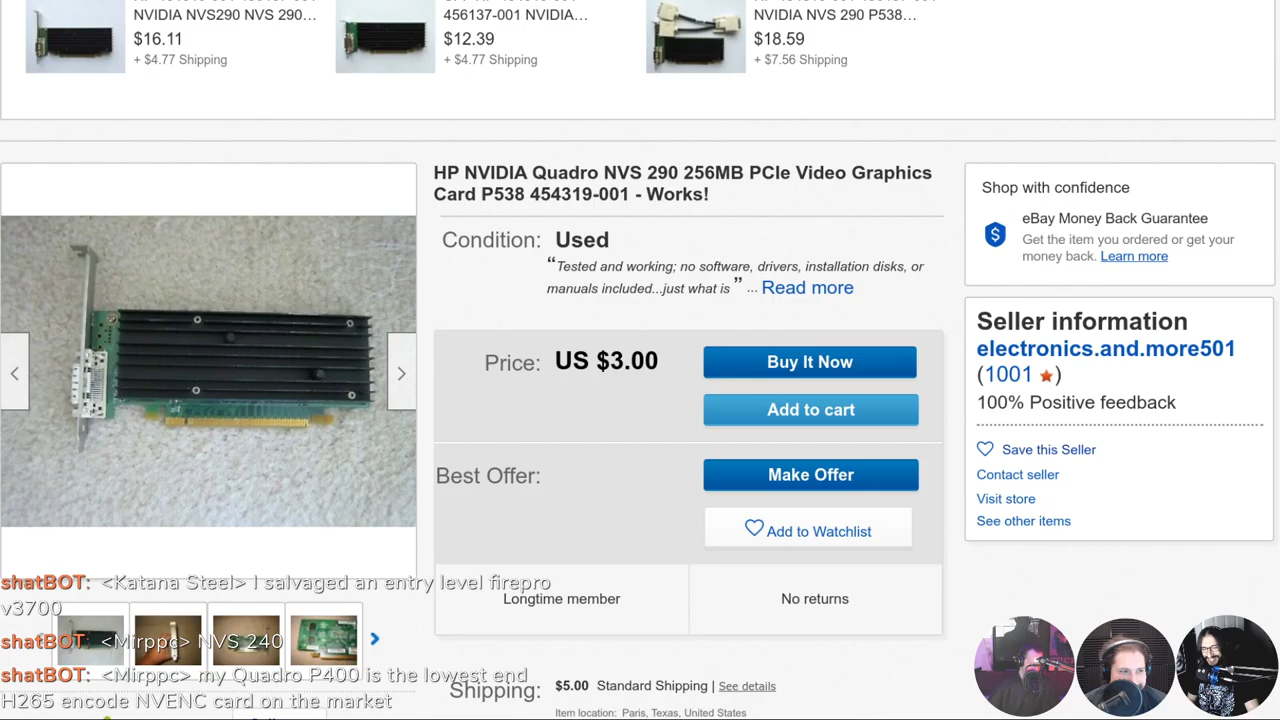 NVIDIA NVS290 NVS 290…
456137-001 NVIDIA…
NVIDIA NVS 290 P538…
$16.11
$12.39
$18.59
+ $4.77 Shipping
+ $4.77 Shipping
+ $7.56 Shipping
HP NVIDIA Quadro NVS 290 256MB PCIe Video Graphics
Card P538 454319-001 - Works!
Condition: Used
“Tested and working; no software, drivers, installation disks, or
manuals included...just what is ” ... Read more
Price: US $3.00
Buy It Now
Add to cart
Best Offer:
Make Offer
Add to Watchlist
Longtime member
No returns
Shipping: $5.00 Standard Shipping | See details
Item location: Paris, Texas, United States
Shop with confidence
eBay Money Back Guarantee
Get the item you ordered or get your
money back. Learn more
Seller information
electronics.and.more501
(1001 ★)
100% Positive feedback
Save this Seller
Contact seller
Visit store
See other items
shatBOT: <Katana Steel> I salvaged an entry level firepro
v3700
shatBOT: <Mirppc> NVS 240
shatBOT: <Mirppc> my Quadro P400 is the lowest end
H265 encode NVENC card on the market